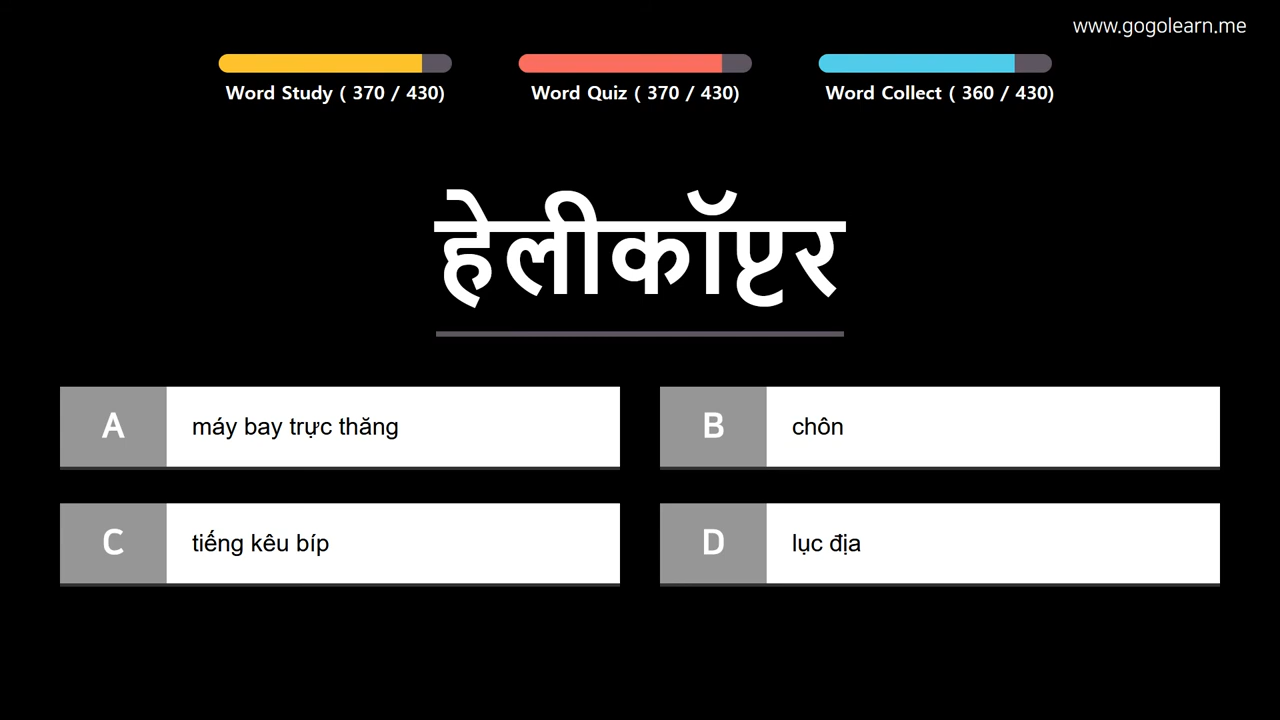 www.gogolearn.me
Word Study ( 370 / 430)
Word Quiz ( 370 / 430)
Word Collect ( 360 / 430)
हेलीकॉप्टर
A
máy bay trực thăng
B
chôn
C
tiếng kêu bíp
D
lục địa